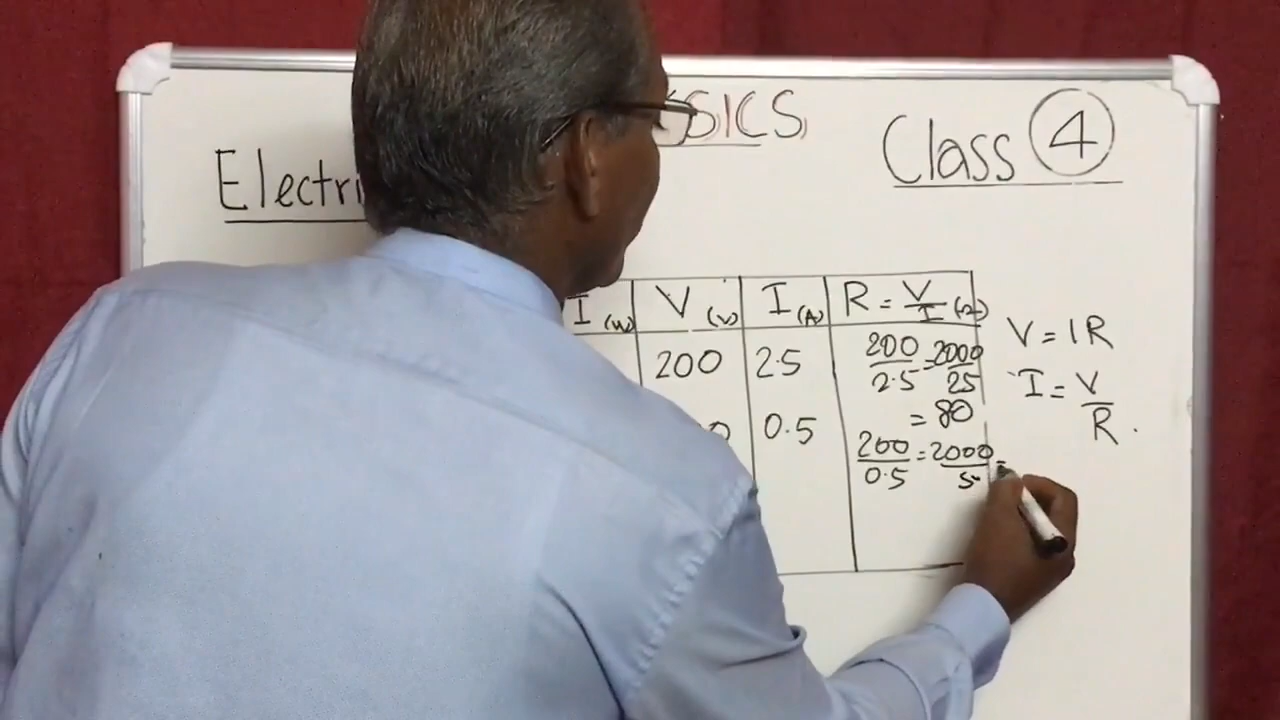 SICS
Class 4
Electri
I (W) V (V) I (A) R = V/I (Ω)
200 2.5 200/2.5 = 2000/25
= 80
0 0.5 200/0.5 = 2000/5 =
V = IR
I = V/R.